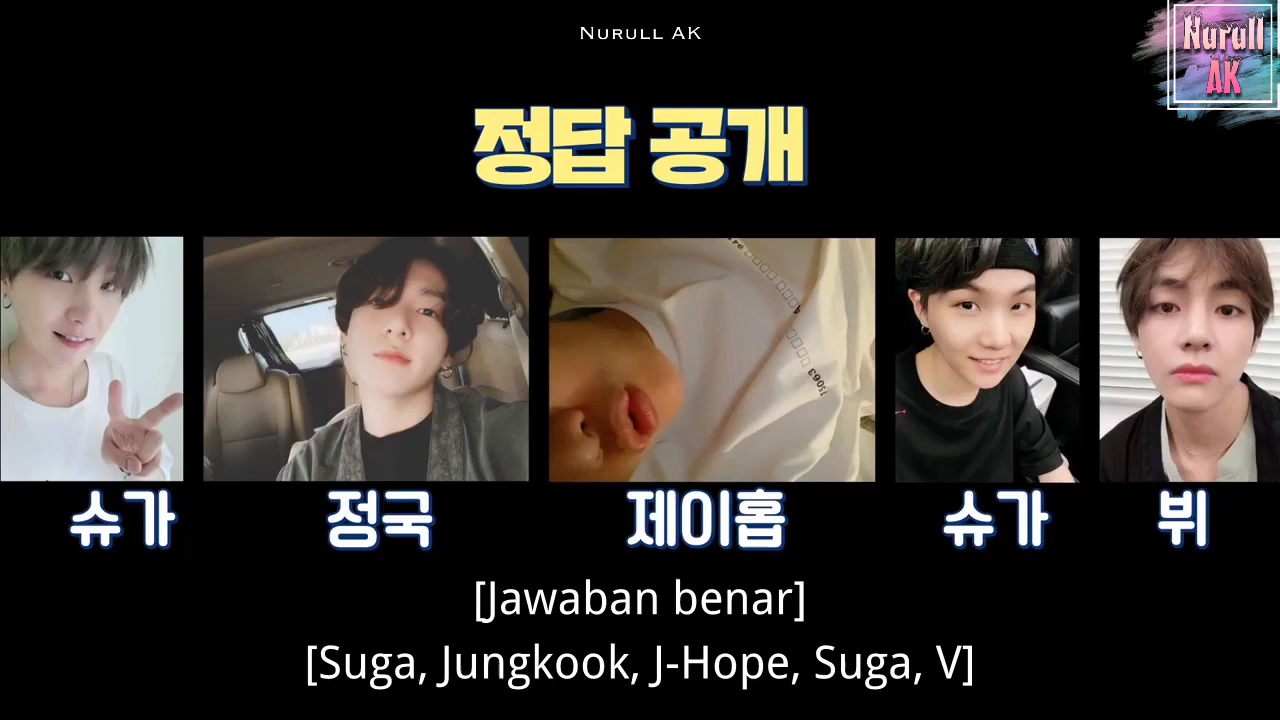 NURULL AK
Nurull
AK
정답 공개
슈가 정국 제이홉 슈가 뷔
[Jawaban benar]
[Suga, Jungkook, J-Hope, Suga, V]